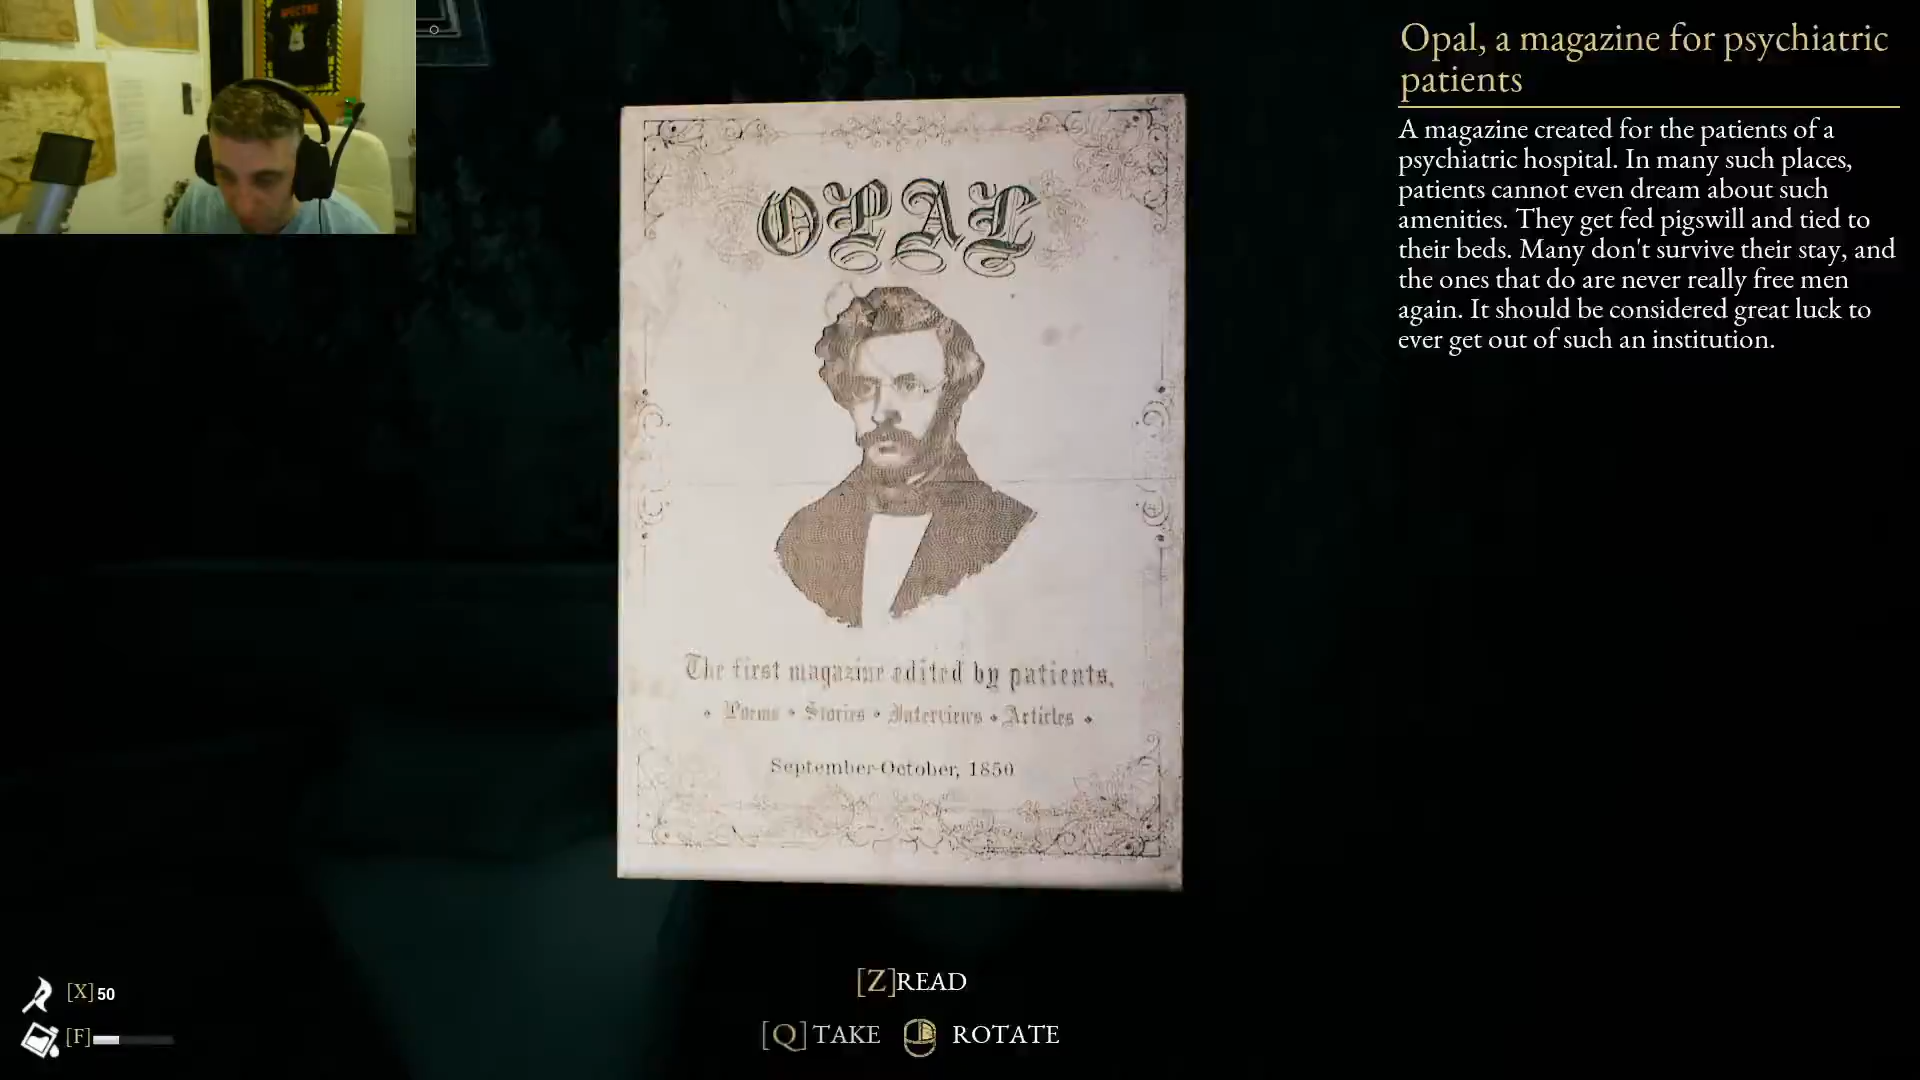 SPECTRE
Opal, a magazine for psychiatric
patients
A magazine created for the patients of a
psychiatric hospital. In many such places,
patients cannot even dream about such
amenities. They get fed pigswill and tied to
their beds. Many don't survive their stay, and
the ones that do are never really free men
again. It should be considered great luck to
ever get out of such an institution.
OPAL
The first magazine edited by patients.
• Poems • Stories • Interviews • Articles •
September-October, 1850
[X] 50
[F]
[Z] READ
[Q] TAKE ROTATE